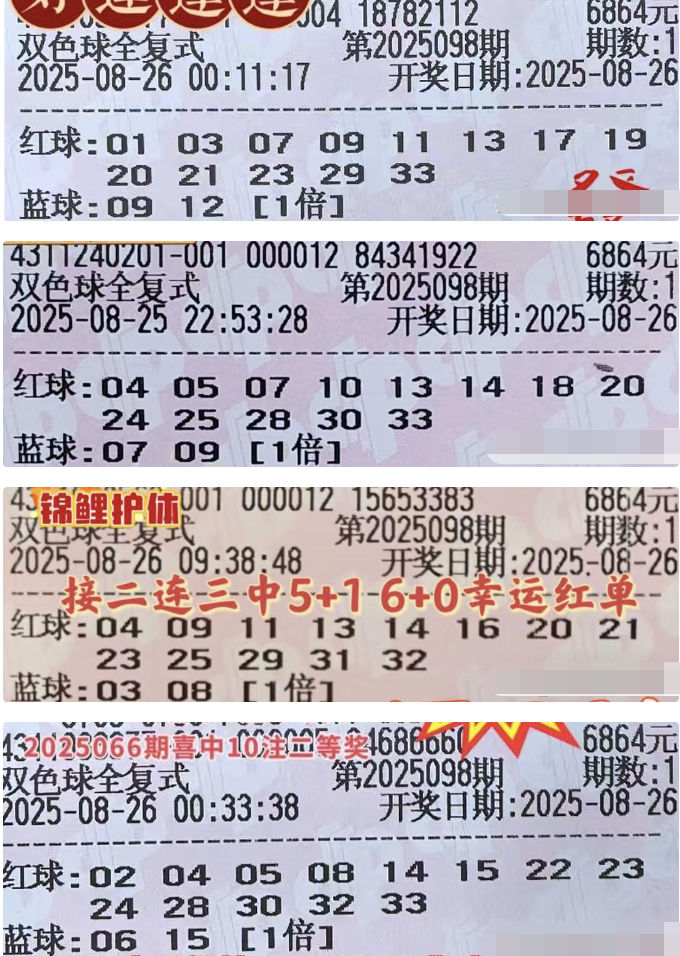 好运连连
004 18782112 6864元
双色球全复式 第2025098期 期数:1
2025-08-26 00:11:17 开奖日期:2025-08-26
红球:01 03 07 09 11 13 17 19
20 21 23 29 33
蓝球:09 12 [1倍]
4311240201-001 000012 84341922 6864元
双色球全复式 第2025098期 期数:1
2025-08-25 22:53:28 开奖日期:2025-08-26
红球:04 05 07 10 13 14 18 20
24 25 28 30 33
蓝球:07 09 [1倍]
锦鲤护体
001 000012 15653383 6864元
双色球全复式 第2025098期 期数:1
2025-08-26 09:38:48 开奖日期:2025-08-26
接二连三中5+1 6+0幸运红单
红球:04 09 11 13 14 16 20 21
23 25 29 31 32
蓝球:03 08 [1倍]
2025066期喜中10注二等奖
6864元
双色球全复式 第2025098期 期数:1
2025-08-26 00:33:38 开奖日期:2025-08-26
红球:02 04 05 08 14 15 22 23
24 28 30 32 33
蓝球:06 15 [1倍]